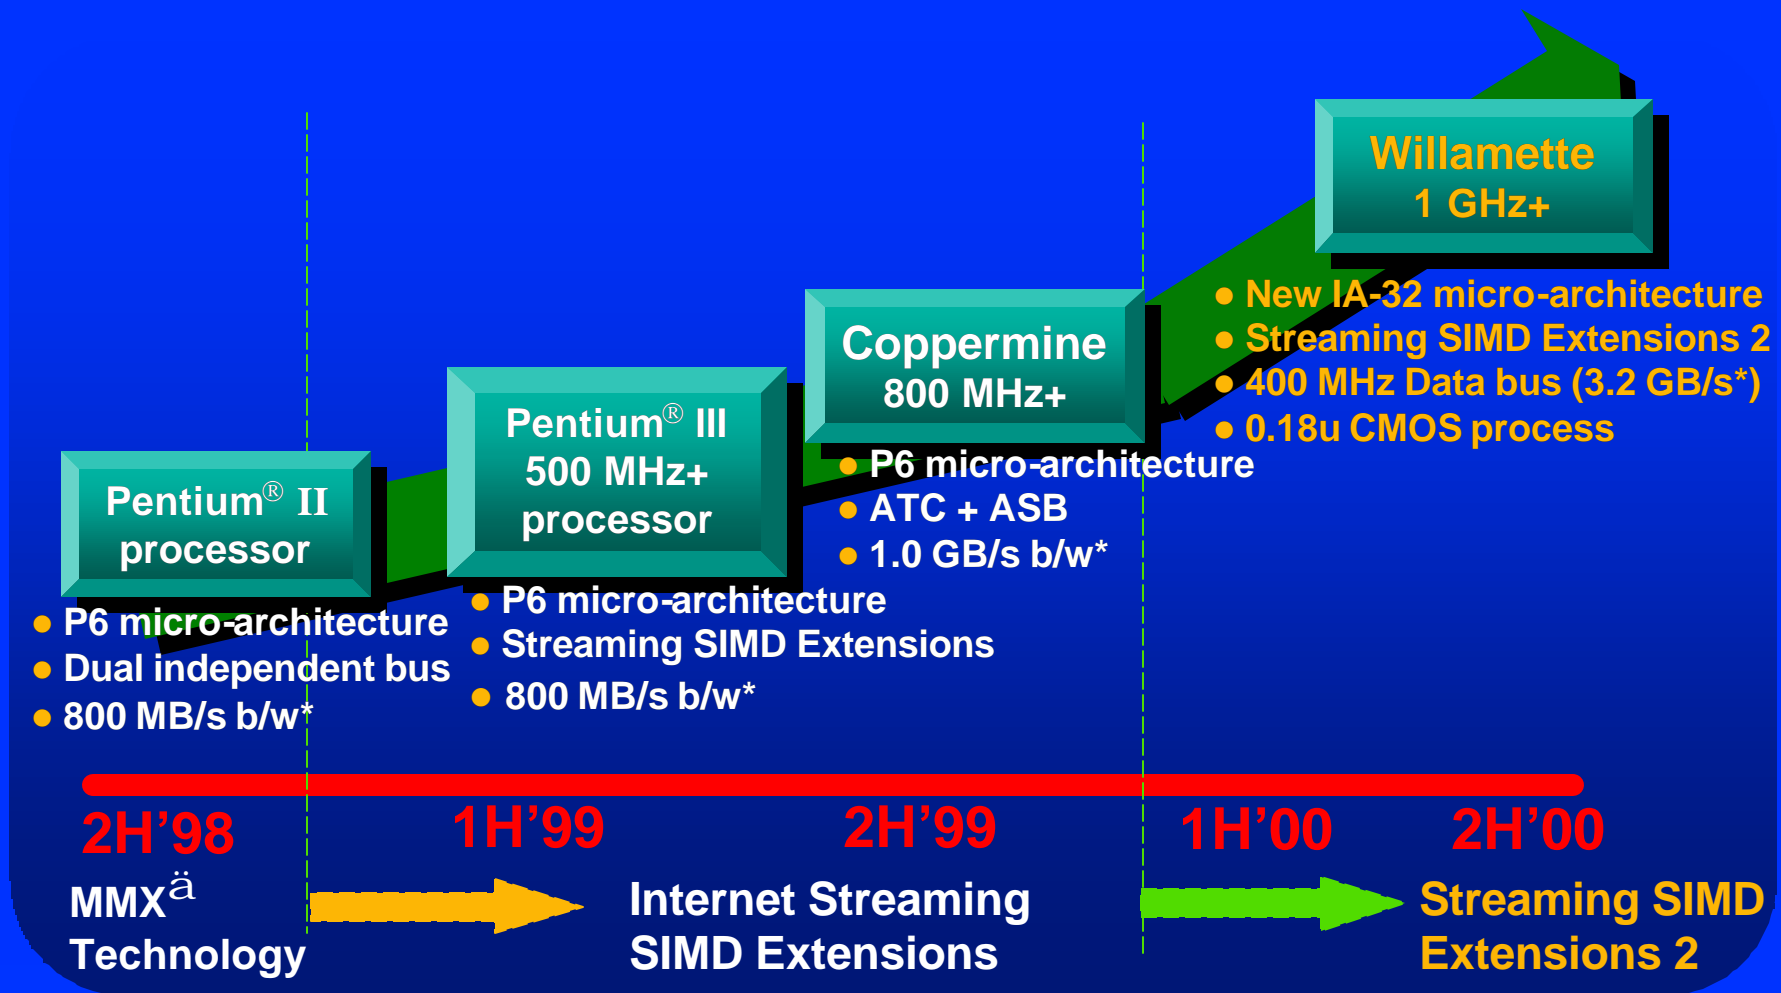 Pentium® II
processor
● P6 micro-architecture
● Dual independent bus
● 800 MB/s b/w*
Pentium® III
500 MHz+
processor
● P6 micro-architecture
● Streaming SIMD Extensions
● 800 MB/s b/w*
Coppermine
800 MHz+
● P6 micro-architecture
● ATC + ASB
● 1.0 GB/s b/w*
Willamette
1 GHz+
● New IA-32 micro-architecture
● Streaming SIMD Extensions 2
● 400 MHz Data bus (3.2 GB/s*)
● 0.18u CMOS process
2H’98
1H’99
2H’99
1H’00
2H’00
MMXä
Technology
Internet Streaming
SIMD Extensions
Streaming SIMD
Extensions 2